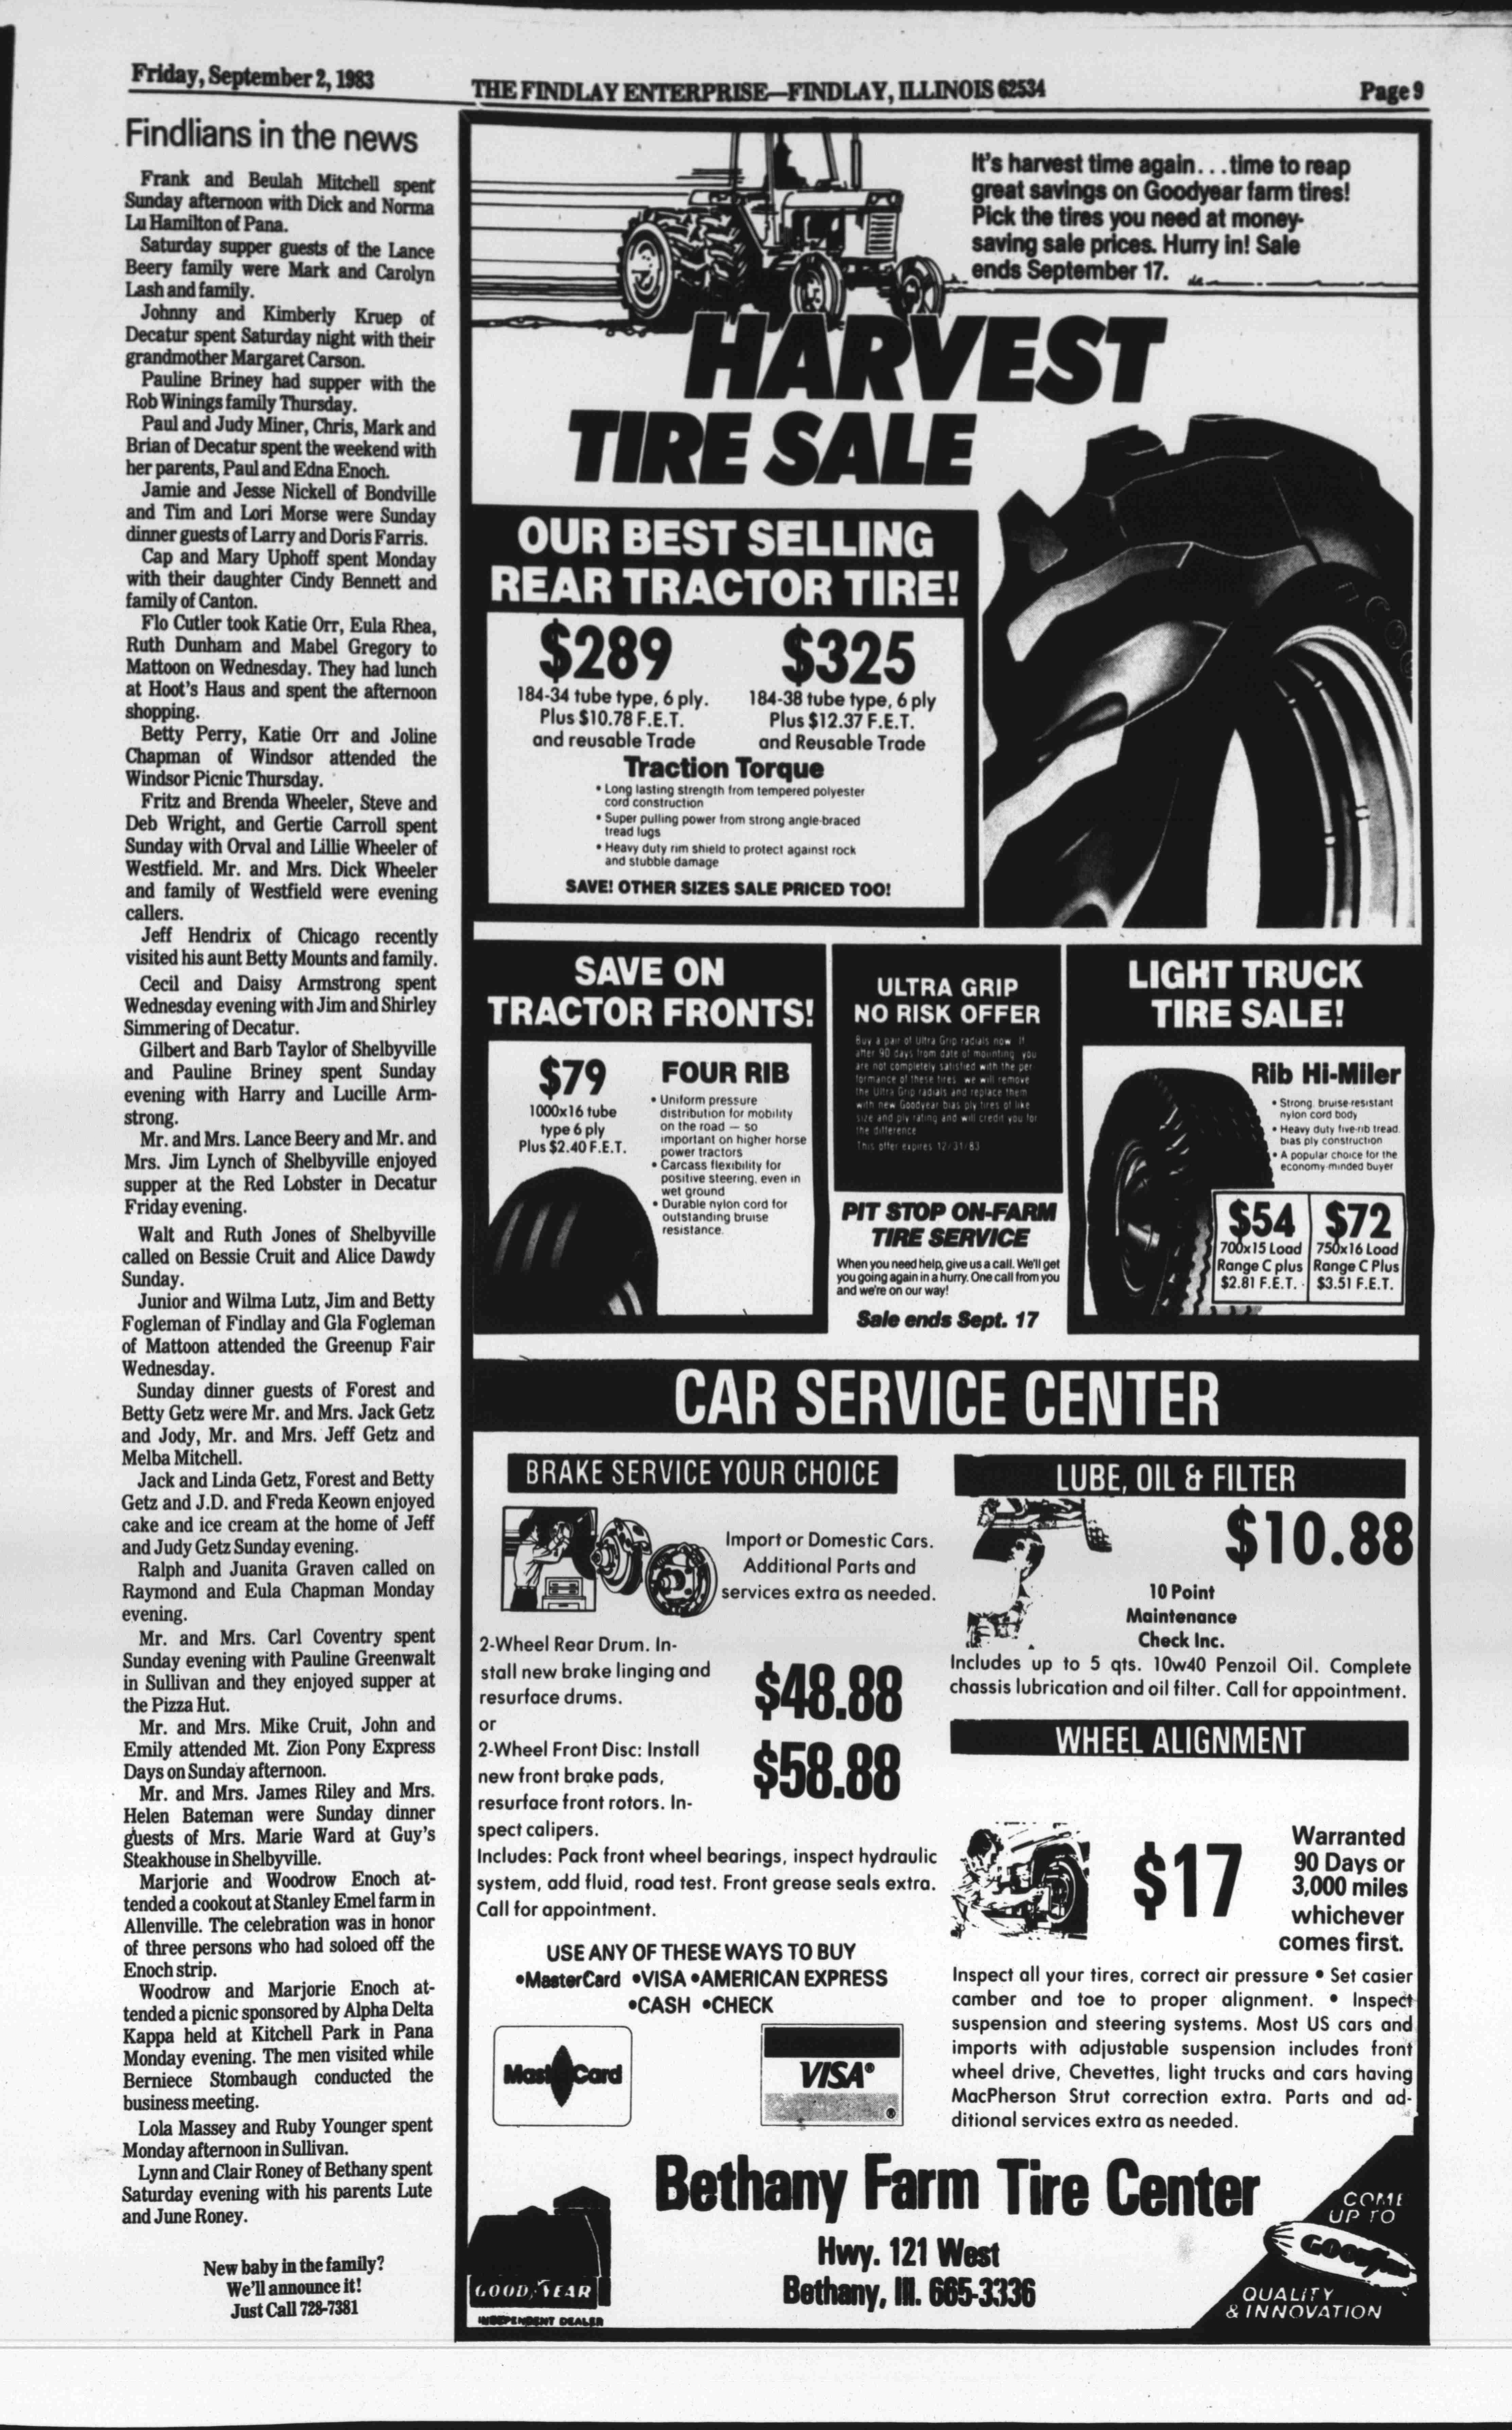 Friday, September 2, 1983
THE FINDLAY ENTERPRISE—FINDLAY, ILLINOIS 62534
Page 9
Findlians in the news
Frank and Beulah Mitchell spent
Sunday afternoon with Dick and Norma
Lu Hamilton of Pana.
Saturday supper guests of the Lance
Beery family were Mark and Carolyn
Lash and family.
Johnny and Kimberly Kruep of
Decatur spent Saturday night with their
grandmother Margaret Carson.
Pauline Briney had supper with the
Rob Winings family Thursday.
Paul and Judy Miner, Chris, Mark and
Brian of Decatur spent the weekend with
her parents, Paul and Edna Enoch.
Jamie and Jesse Nickell of Bondville
and Tim and Lori Morse were Sunday
dinner guests of Larry and Doris Farris.
Cap and Mary Uphoff spent Monday
with their daughter Cindy Bennett and
family of Canton.
Flo Cutler took Katie Orr, Eula Rhea,
Ruth Dunham and Mabel Gregory to
Mattoon on Wednesday. They had lunch
at Hoot's Haus and spent the afternoon
shopping.
Betty Perry, Katie Orr and Joline
Chapman of Windsor attended the
Windsor Picnic Thursday.
Fritz and Brenda Wheeler, Steve and
Deb Wright, and Gertie Carroll spent
Sunday with Orval and Lillie Wheeler of
Westfield. Mr. and Mrs. Dick Wheeler
and family of Westfield were evening
callers.
Jeff Hendrix of Chicago recently
visited his aunt Betty Mounts and family.
Cecil and Daisy Armstrong spent
Wednesday evening with Jim and Shirley
Simmering of Decatur.
Gilbert and Barb Taylor of Shelbyville
and Pauline Briney spent Sunday
evening with Harry and Lucille Arm-
strong.
Mr. and Mrs. Lance Beery and Mr. and
Mrs. Jim Lynch of Shelbyville enjoyed
supper at the Red Lobster in Decatur
Friday evening.
Walt and Ruth Jones of Shelbyville
called on Bessie Cruit and Alice Dawdy
Sunday.
Junior and Wilma Lutz, Jim and Betty
Fogleman of Findlay and Gla Fogleman
of Mattoon attended the Greenup Fair
Wednesday.
Sunday dinner guests of Forest and
Betty Getz were Mr. and Mrs. Jack Getz
and Jody, Mr. and Mrs. Jeff Getz and
Melba Mitchell.
Jack and Linda Getz, Forest and Betty
Getz and J.D. and Freda Keown enjoyed
cake and ice cream at the home of Jeff
and Judy Getz Sunday evening.
Ralph and Juanita Graven called on
Raymond and Eula Chapman Monday
evening.
Mr. and Mrs. Carl Coventry spent
Sunday evening with Pauline Greenwalt
in Sullivan and they enjoyed supper at
the Pizza Hut.
Mr. and Mrs. Mike Cruit, John and
Emily attended Mt. Zion Pony Express
Days on Sunday afternoon.
Mr. and Mrs. James Riley and Mrs.
Helen Bateman were Sunday dinner
guests of Mrs. Marie Ward at Guy's
Steakhouse in Shelbyville.
Marjorie and Woodrow Enoch at-
tended a cookout at Stanley Emel farm in
Allenville. The celebration was in honor
of three persons who had soloed off the
Enoch strip.
Woodrow and Marjorie Enoch at-
tended a picnic sponsored by Alpha Delta
Kappa held at Kitchell Park in Pana
Monday evening. The men visited while
Berniece Stombaugh conducted the
business meeting.
Lola Massey and Ruby Younger spent
Monday afternoon in Sullivan.
Lynn and Clair Roney of Bethany spent
Saturday evening with his parents Lute
and June Roney.
New baby in the family?
We'll announce it!
Just Call 728-7381
It's harvest time again...time to reap
great savings on Goodyear farm tires!
Pick the tires you need at money-
saving sale prices. Hurry in! Sale
ends September 17.
HARVEST
TIRE SALE
OUR BEST SELLING
REAR TRACTOR TIRE!
$289
184-34 tube type, 6 ply.
Plus $10.78 F.E.T.
and reusable Trade
$325
184-38 tube type, 6 ply
Plus $12.37 F.E.T.
and Reusable Trade
Traction Torque
• Long lasting strength from tempered polyester
cord construction
• Super pulling power from strong angle-braced
tread lugs
• Heavy duty rim shield to protect against rock
and stubble damage
SAVE! OTHER SIZES SALE PRICED TOO!
SAVE ON
TRACTOR FRONTS!
$79
1000x16 tube
type 6 ply
Plus $2.40 F.E.T.
FOUR RIB
• Uniform pressure
distribution for mobility
on the road — so
important on higher horse
power tractors
• Carcass flexibility for
positive steering, even in
wet ground
• Durable nylon cord for
outstanding bruise
resistance.
ULTRA GRIP
NO RISK OFFER
Buy a pair of Ultra Grip radials now If
after 90 days from date of mounting you
are not completely satisfied with the per
formance of these tires we will remove
the Ultra Grip radials and replace them
with new Goodyear bias ply tires of like
size and ply rating and will credit you for
the difference
This offer expires 12/31/83
PIT STOP ON-FARM
TIRE SERVICE
When you need help, give us a call. We'll get
you going again in a hurry. One call from you
and we're on our way!
Sale ends Sept. 17
LIGHT TRUCK
TIRE SALE!
Rib Hi-Miler
• Strong, bruise-resistant
nylon cord body
• Heavy duty five-rib tread.
bias ply construction
• A popular choice for the
economy-minded buyer
$54
700x15 Load
Range C plus
$2.81 F.E.T.
$72
750x16 Load
Range C Plus
$3.51 F.E.T.
CAR SERVICE CENTER
BRAKE SERVICE YOUR CHOICE
Import or Domestic Cars.
Additional Parts and
services extra as needed.
2-Wheel Rear Drum. In-
stall new brake linging and
resurface drums.
$48.88
or
2-Wheel Front Disc: Install
new front brake pads,
resurface front rotors. In-
spect calipers.
$58.88
Includes: Pack front wheel bearings, inspect hydraulic
system, add fluid, road test. Front grease seals extra.
Call for appointment.
USE ANY OF THESE WAYS TO BUY
•MasterCard •VISA •AMERICAN EXPRESS
•CASH •CHECK
MasterCard
VISA®
LUBE, OIL & FILTER
$10.88
10 Point
Maintenance
Check Inc.
Includes up to 5 qts. 10w40 Penzoil Oil. Complete
chassis lubrication and oil filter. Call for appointment.
WHEEL ALIGNMENT
$17
Warranted
90 Days or
3,000 miles
whichever
comes first.
Inspect all your tires, correct air pressure • Set casier
camber and toe to proper alignment. • Inspect
suspension and steering systems. Most US cars and
imports with adjustable suspension includes front
wheel drive, Chevettes, light trucks and cars having
MacPherson Strut correction extra. Parts and ad-
ditional services extra as needed.
Bethany Farm Tire Center
Hwy. 121 West
Bethany, Ill. 665-3336
GOODYEAR
INDEPENDENT DEALER
COME
UP TO
GOODYEAR
QUALITY
& INNOVATION